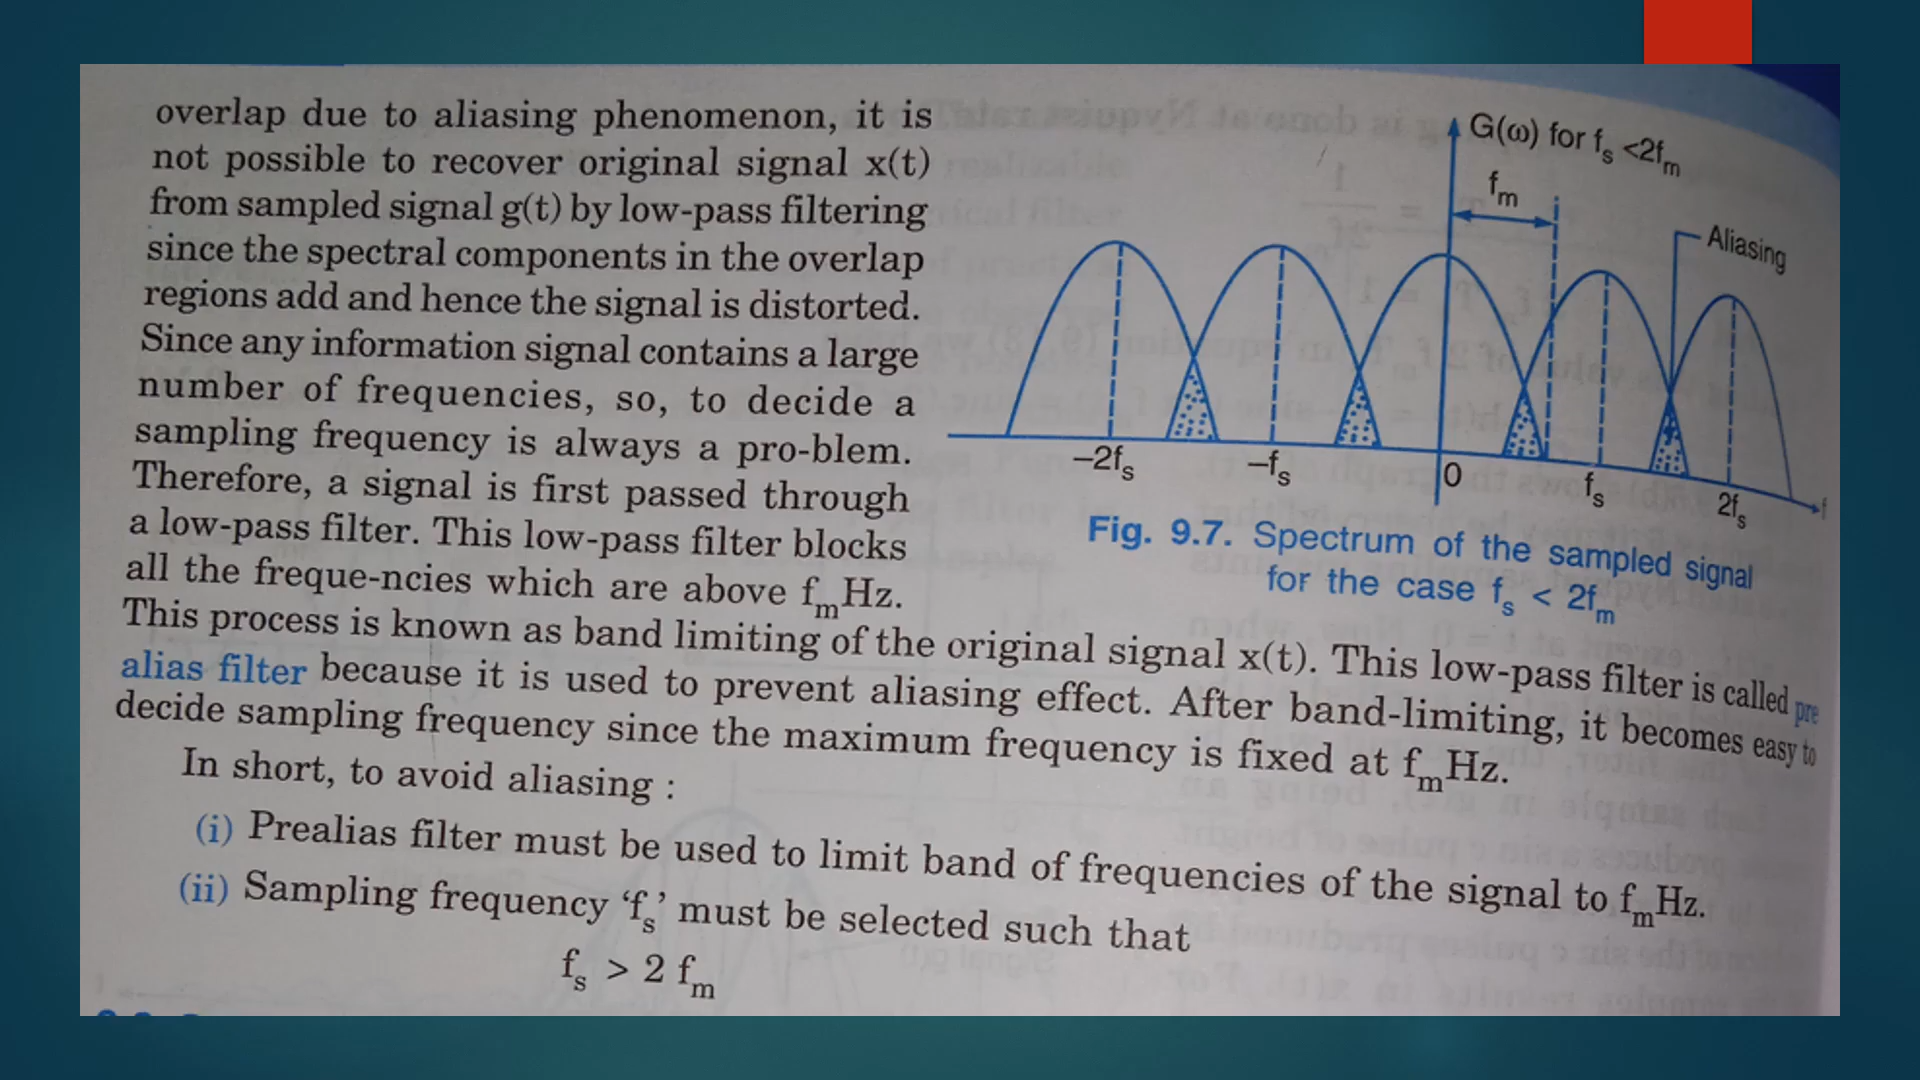 overlap due to aliasing phenomenon, it is
not possible to recover original signal x(t)
from sampled signal g(t) by low-pass filtering
since the spectral components in the overlap
regions add and hence the signal is distorted.
Since any information signal contains a large
number of frequencies, so, to decide a
sampling frequency is always a pro-blem.
Therefore, a signal is first passed through
a low-pass filter. This low-pass filter blocks
all the freque-ncies which are above fm Hz.
G(ω) for fs <2fm
fm
Aliasing
–2fs –fs 0 fs 2fs f
Fig. 9.7. Spectrum of the sampled signal
for the case fs < 2fm
This process is known as band limiting of the original signal x(t). This low-pass filter is called pre
alias filter because it is used to prevent aliasing effect. After band-limiting, it becomes easy to
decide sampling frequency since the maximum frequency is fixed at fm Hz.
In short, to avoid aliasing :
(i) Prealias filter must be used to limit band of frequencies of the signal to fm Hz.
(ii) Sampling frequency ‘fs’ must be selected such that
fs > 2 fm